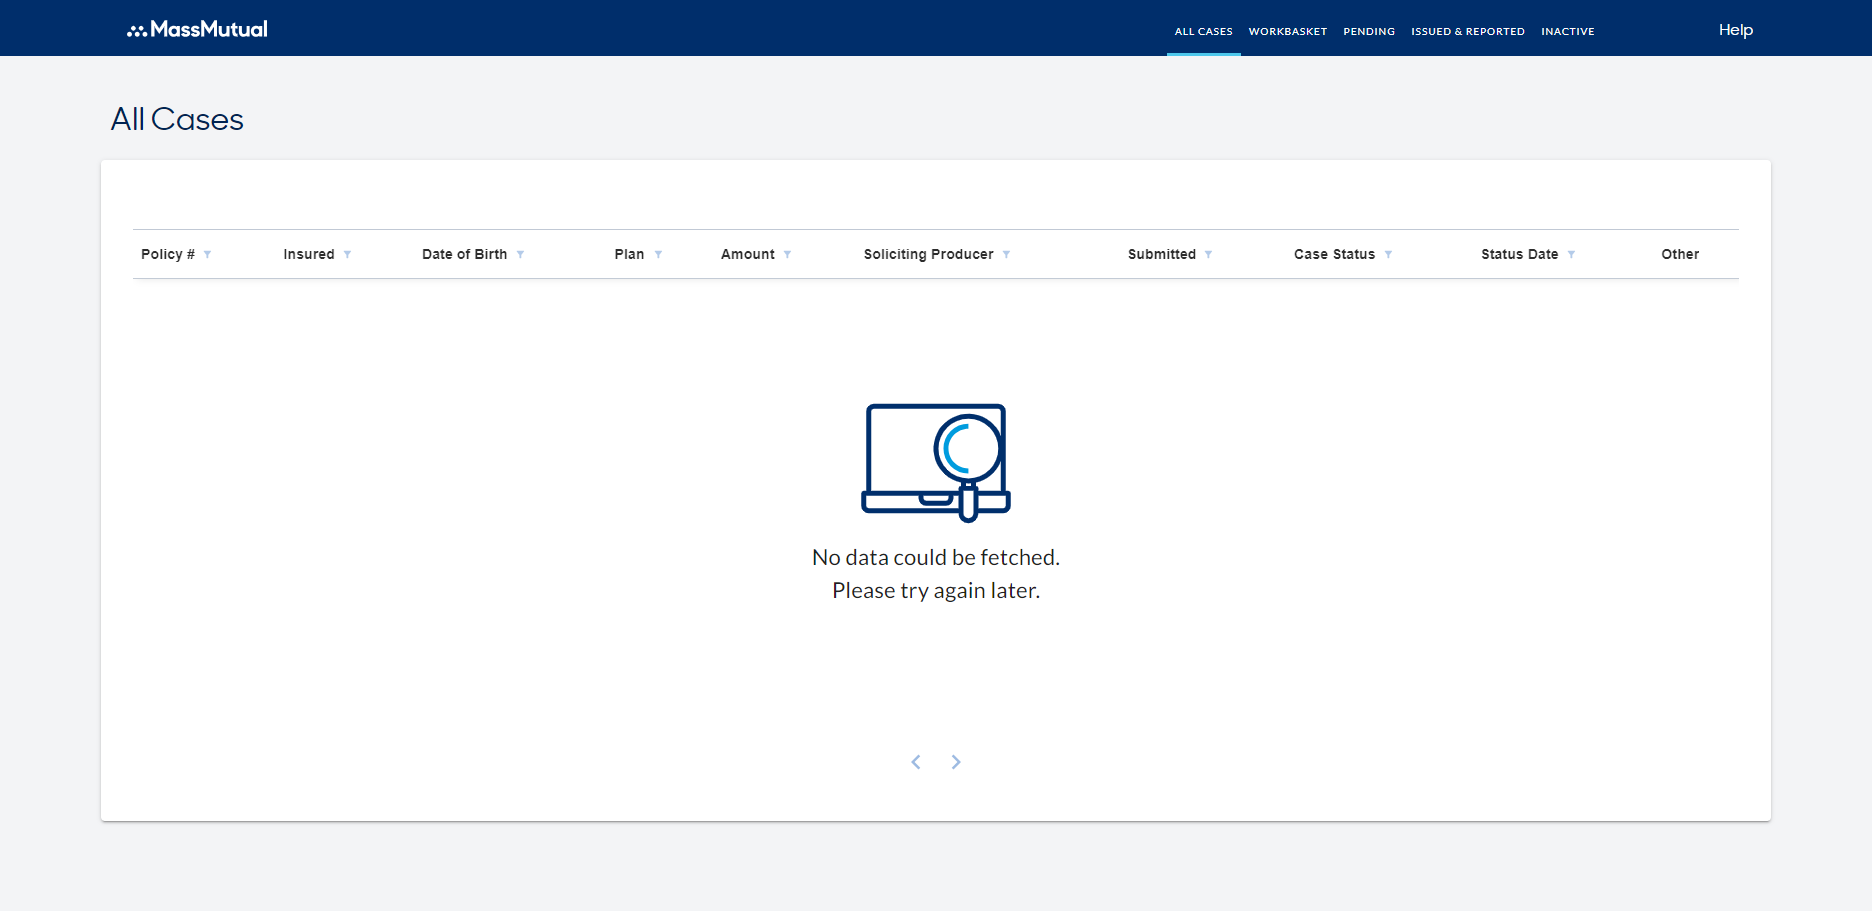 MassMutual
ALL CASES WORKBASKET PENDING ISSUED & REPORTED INACTIVE Help
All Cases
Policy # Insured Date of Birth Plan Amount Soliciting Producer Submitted Case Status Status Date Other
No data could be fetched.
Please try again later.